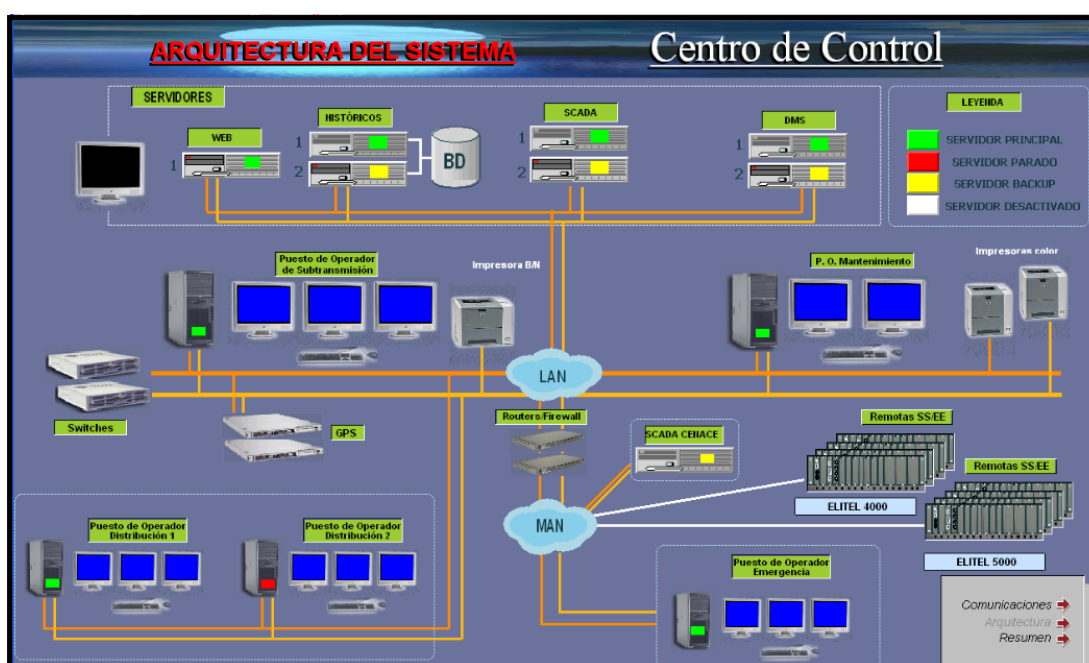 ARQUITECTURA DEL SISTEMA
Centro de Control
SERVIDORES
WEB
1
HISTÓRICOS
1
2
BD
SCADA
1
2
DMS
1
2
LEYENDA
SERVIDOR PRINCIPAL
SERVIDOR PARADO
SERVIDOR BACKUP
SERVIDOR DESACTIVADO
Puesto de Operador
de Subtransmisión
Impresora B/N
P. O. Mantenimiento
Impresoras color
LAN
Switches
GPS
Routers/Firewall
SCADA CENACE
Remotas SS/EE
Remotas SS/EE
ELITEL 4000
MAN
ELITEL 5000
Puesto de Operador
Distribución 1
Puesto de Operador
Distribución 2
Puesto de Operador
Emergencia
Comunicaciones
Arquitectura
Resumen